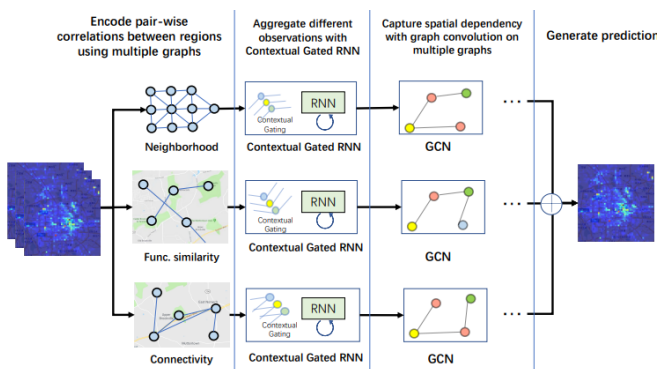 Encode pair-wise
correlations between regions
using multiple graphs
Aggregate different
observations with
Contextual Gated RNN
Capture spatial dependency
with graph convolution on
multiple graphs
Generate prediction
Neighborhood
Contextual
Gating
RNN
Contextual Gated RNN
GCN
...
Func. similarity
Contextual
Gating
RNN
Contextual Gated RNN
GCN
...
Connectivity
Contextual
Gating
RNN
Contextual Gated RNN
GCN
...